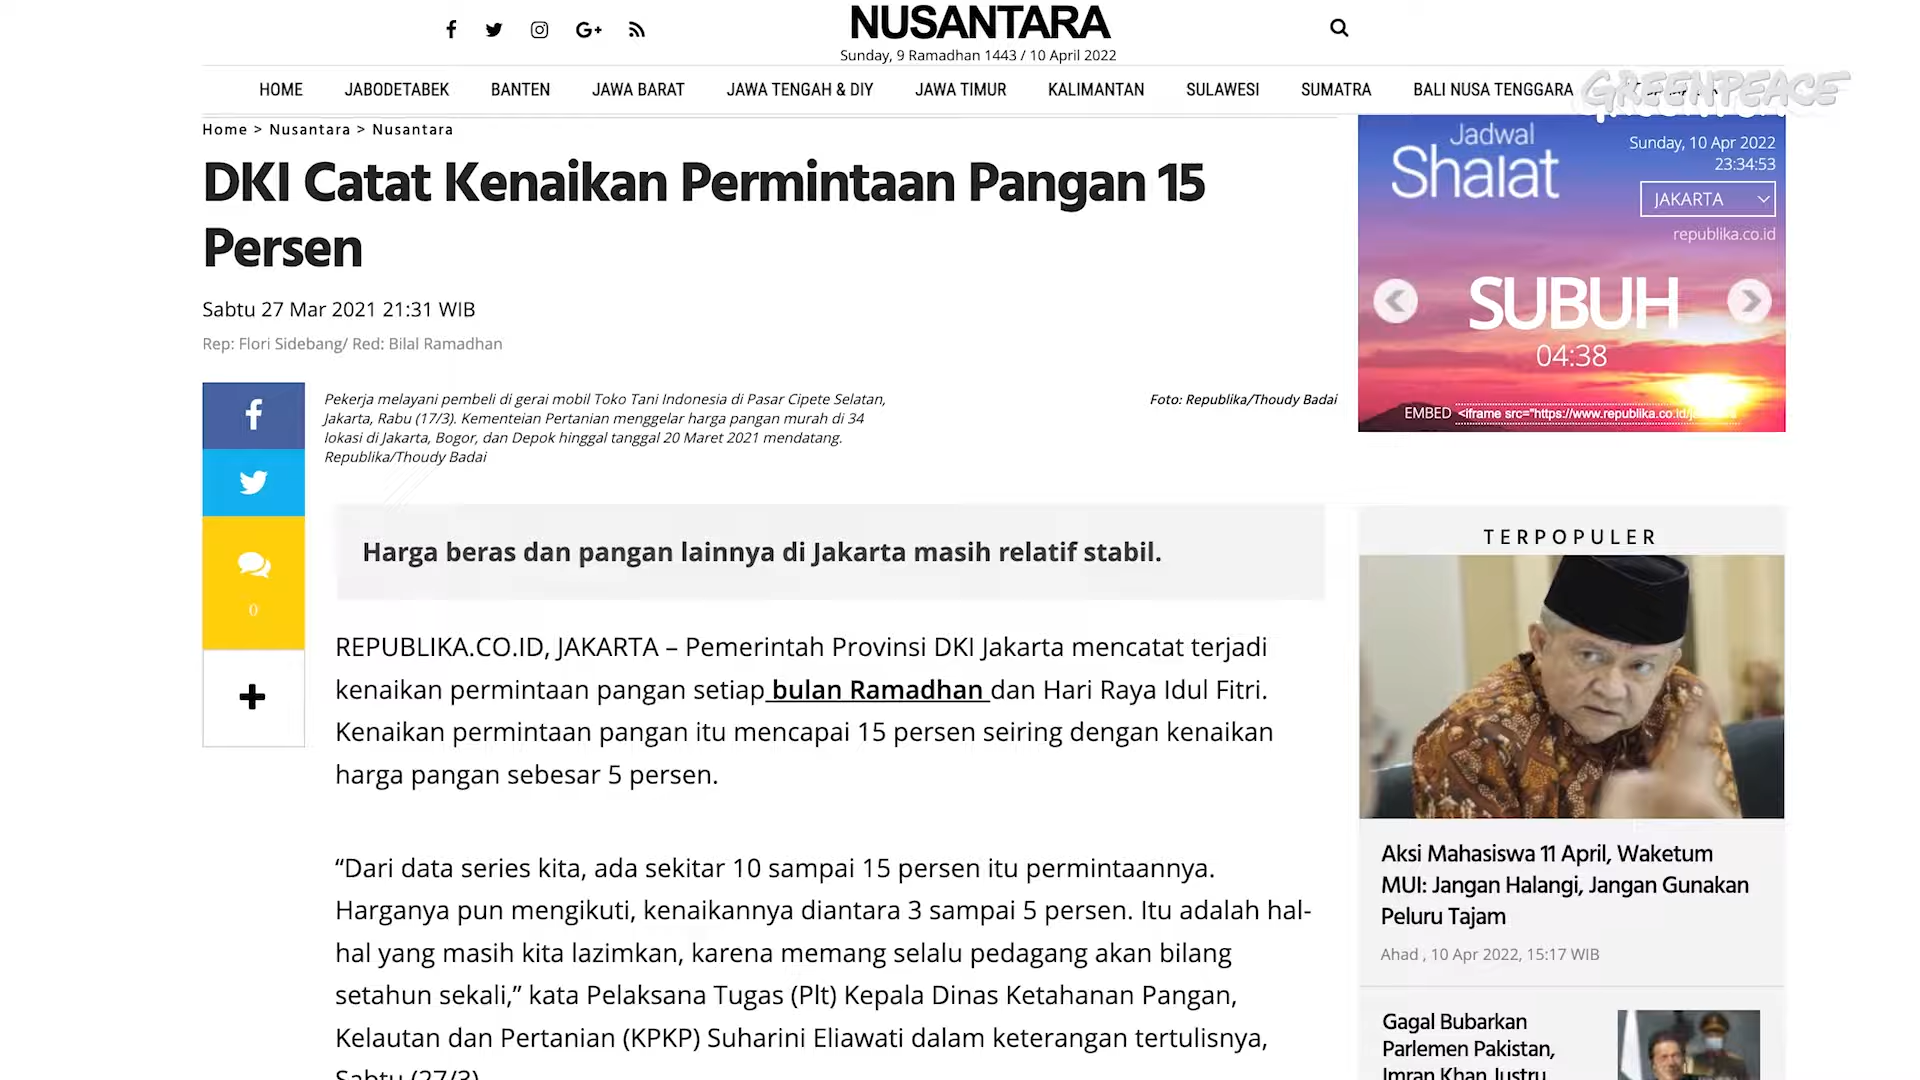 NUSANTARA
Sunday, 9 Ramadhan 1443 / 10 April 2022
HOME JABODETABEK BANTEN JAWA BARAT JAWA TENGAH & DIY JAWA TIMUR KALIMANTAN SULAWESI SUMATRA BALI NUSA TENGGARA
GREENPEACE
Home > Nusantara > Nusantara
DKI Catat Kenaikan Permintaan Pangan 15
Persen
Sabtu 27 Mar 2021 21:31 WIB
Rep: Flori Sidebang/ Red: Bilal Ramadhan
Pekerja melayani pembeli di gerai mobil Toko Tani Indonesia di Pasar Cipete Selatan,
Jakarta, Rabu (17/3). Kementeian Pertanian menggelar harga pangan murah di 34
lokasi di Jakarta, Bogor, dan Depok hinggal tanggal 20 Maret 2021 mendatang.
Republika/Thoudy Badai
Foto: Republika/Thoudy Badai
0
Harga beras dan pangan lainnya di Jakarta masih relatif stabil.
REPUBLIKA.CO.ID, JAKARTA – Pemerintah Provinsi DKI Jakarta mencatat terjadi
kenaikan permintaan pangan setiap bulan Ramadhan dan Hari Raya Idul Fitri.
Kenaikan permintaan pangan itu mencapai 15 persen seiring dengan kenaikan
harga pangan sebesar 5 persen.
“Dari data series kita, ada sekitar 10 sampai 15 persen itu permintaannya.
Harganya pun mengikuti, kenaikannya diantara 3 sampai 5 persen. Itu adalah hal-
hal yang masih kita lazimkan, karena memang selalu pedagang akan bilang
setahun sekali,” kata Pelaksana Tugas (Plt) Kepala Dinas Ketahanan Pangan,
Kelautan dan Pertanian (KPKP) Suharini Eliawati dalam keterangan tertulisnya,
Sabtu (27/3).
Jadwal
Shalat
Sunday, 10 Apr 2022
23:34:53
JAKARTA
republika.co.id
SUBUH
04:38
EMBED <iframe src="https://www.republika.co.id/
TERPOPULER
Aksi Mahasiswa 11 April, Waketum
MUI: Jangan Halangi, Jangan Gunakan
Peluru Tajam
Ahad , 10 Apr 2022, 15:17 WIB
Gagal Bubarkan
Parlemen Pakistan,
Imran Khan Justru